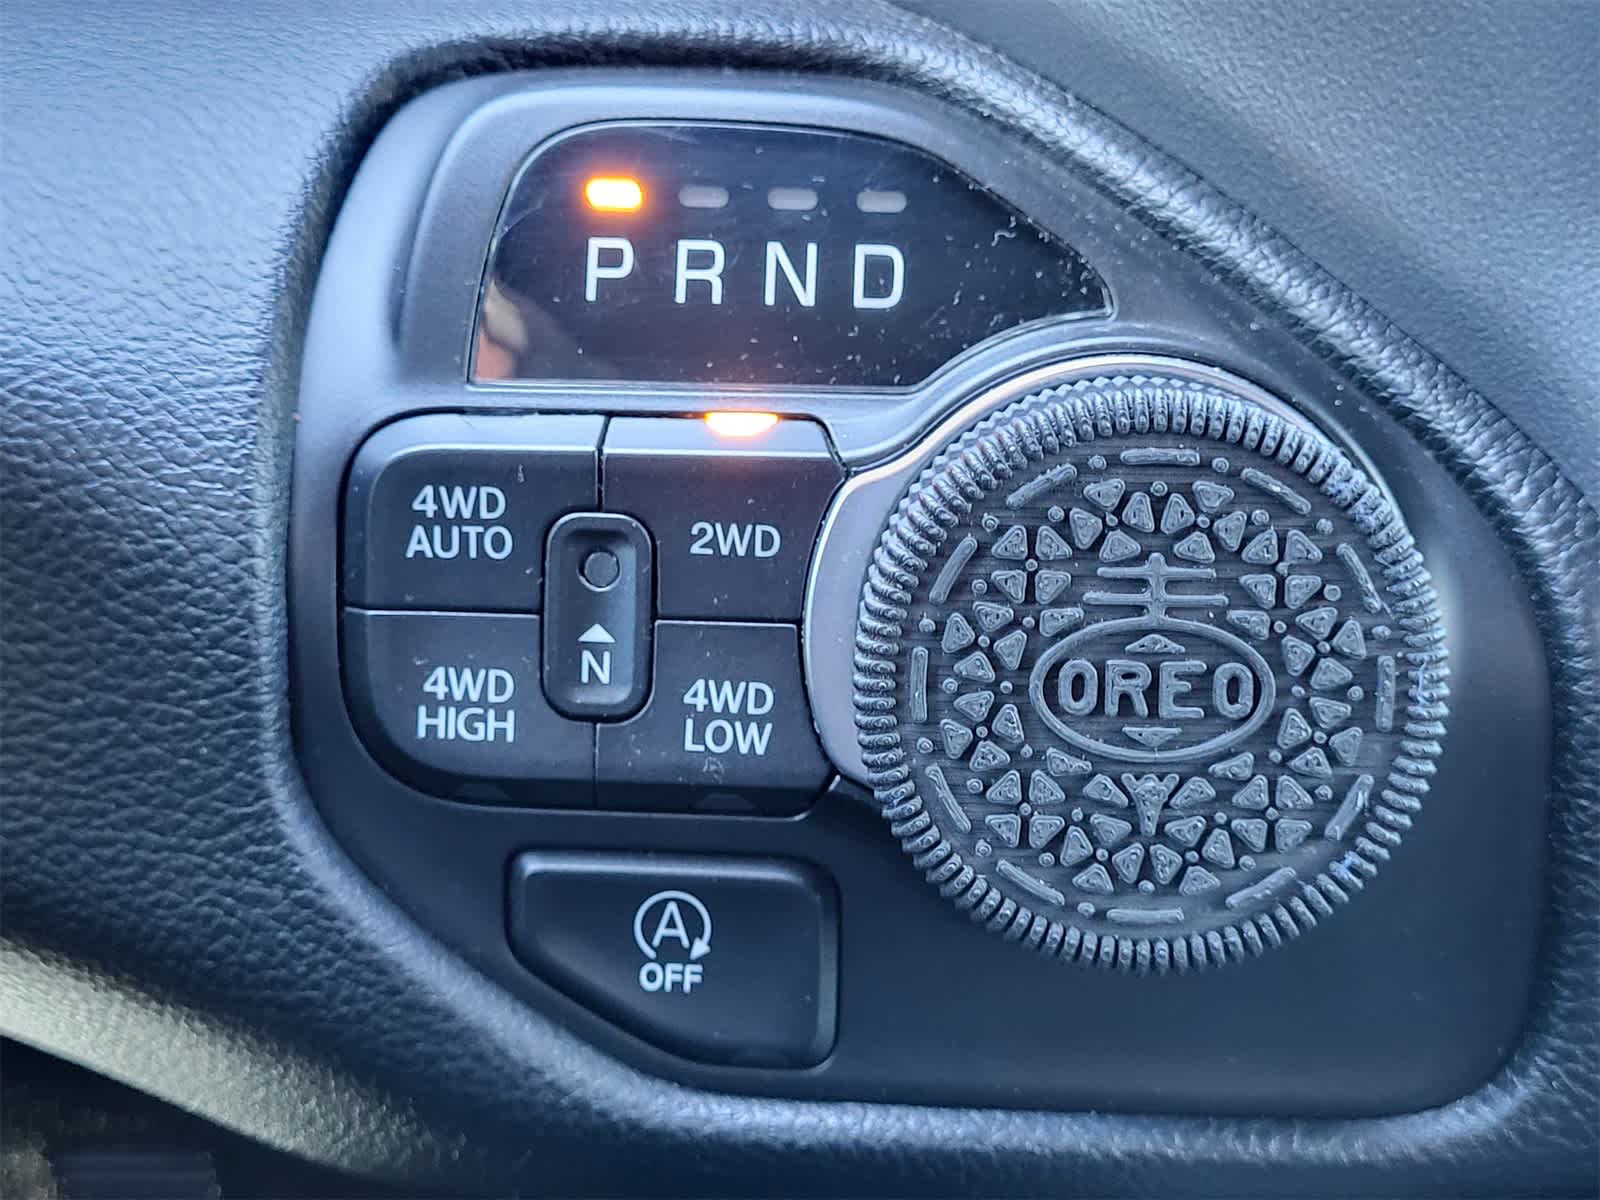 P R N D
4WD
AUTO
2WD
N
4WD
HIGH
4WD
LOW
OREO
A
OFF